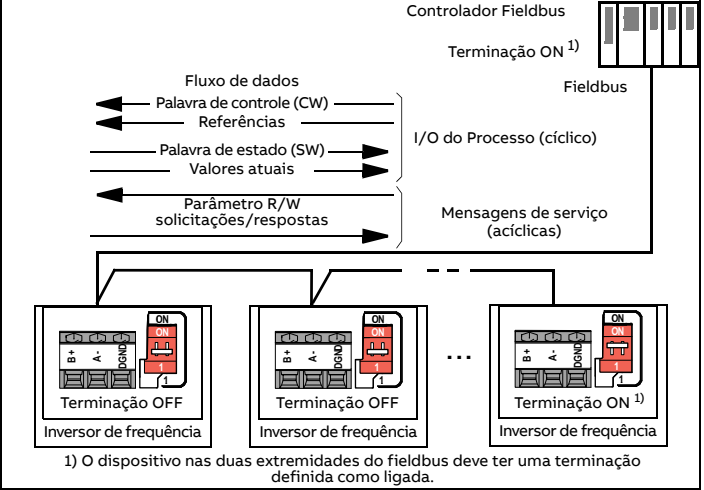 Controlador Fieldbus
Terminação ON 1)
Fieldbus
Fluxo de dados
Palavra de controle (CW)
Referências
Palavra de estado (SW)
Valores atuais
I/O do Processo (cíclico)
Parâmetro R/W
solicitações/respostas
Mensagens de serviço
(acíclicas)
B+
A-
DGND
ON
ON
1
1
Terminação OFF
Inversor de frequência
B+
A-
DGND
ON
ON
1
1
Terminação OFF
Inversor de frequência
...
B+
A-
DGND
ON
ON
1
1
Terminação ON 1)
Inversor de frequência
1) O dispositivo nas duas extremidades do fieldbus deve ter uma terminação
definida como ligada.